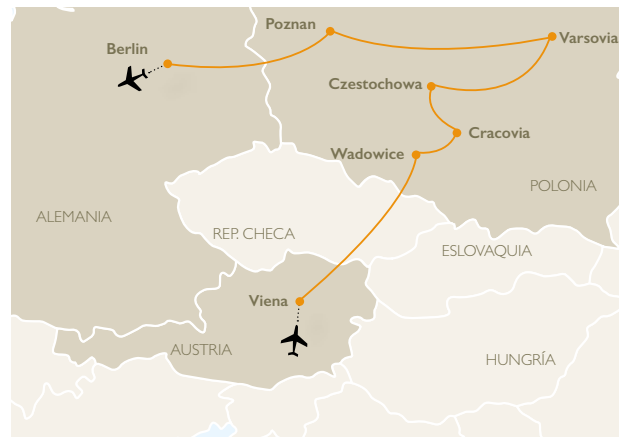 Poznan
Berlin
Varsovia
Czestochowa
Cracovia
Wadowice
POLONIA
ALEMANIA
REP. CHECA
ESLOVAQUIA
Viena
AUSTRIA
HUNGRÍA